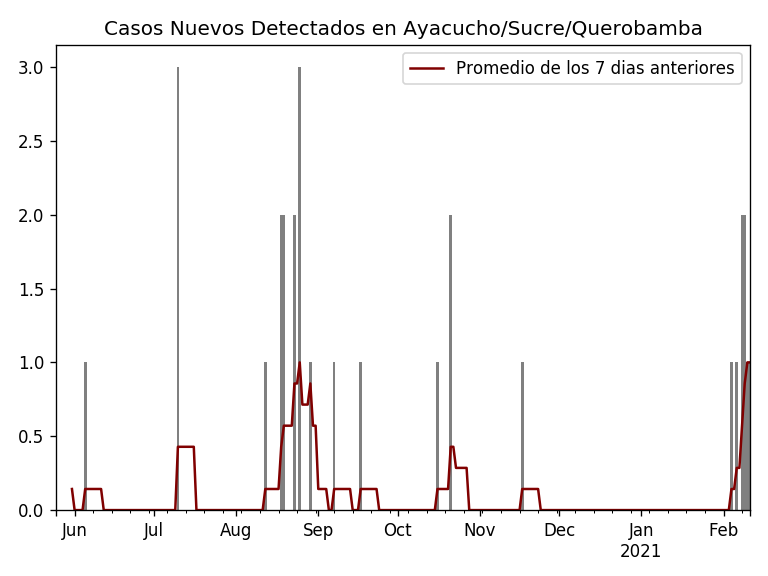 Casos Nuevos Detectados en Ayacucho/Sucre/Querobamba
Promedio de los 7 dias anteriores
3.0
2.5
2.0
1.5
1.0
0.5
0.0
Jun Jul Aug Sep Oct Nov Dec Jan Feb
2021